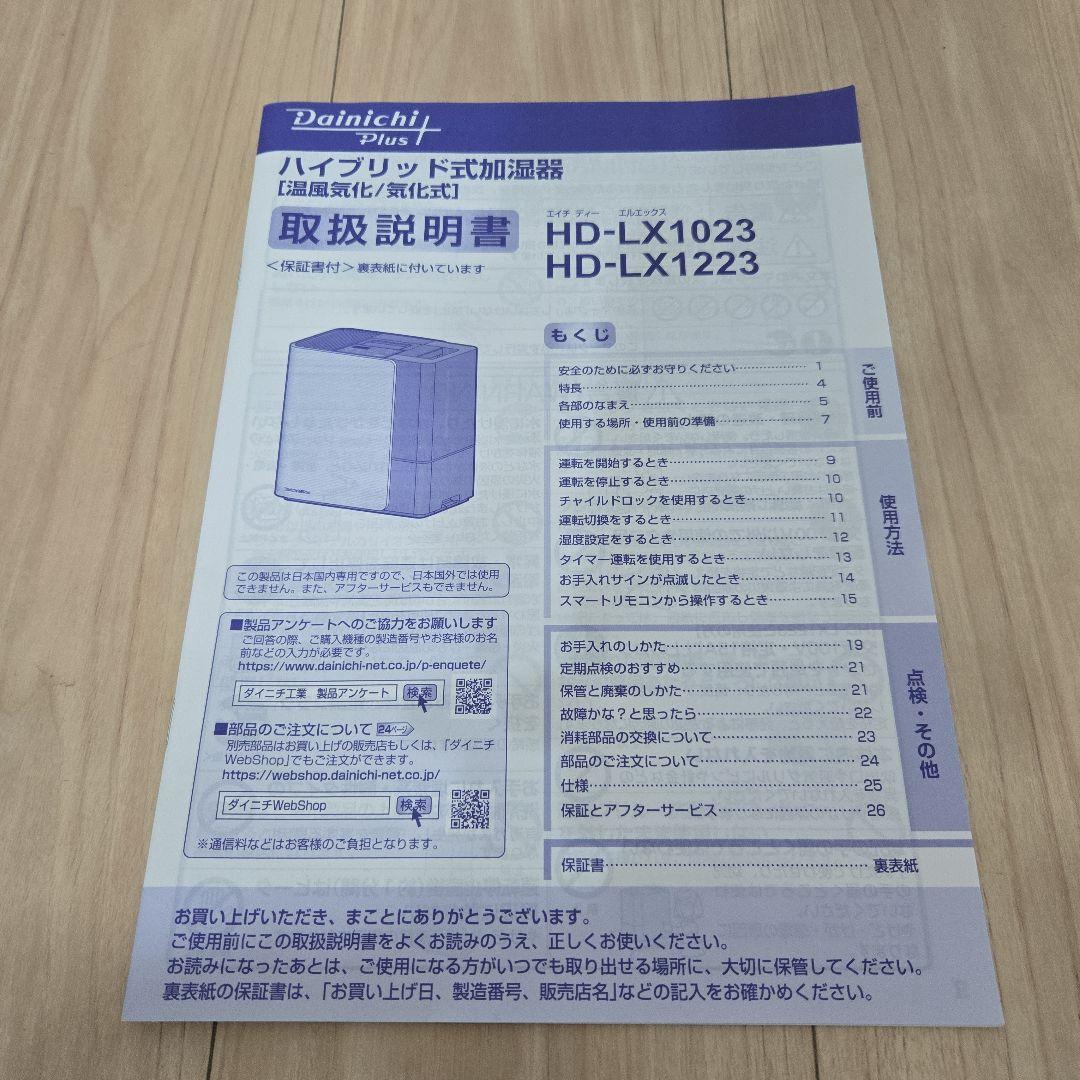 Dainichi
Plus
ハイブリッド式加湿器
[温風気化/気化式]
取扱説明書
＜保証書付＞裏表紙に付いています
エイチ ディー エルエックス
HD-LX1023
HD-LX1223
もくじ
安全のために必ずお守りください 1
特長 4
各部のなまえ 5
使用する場所・使用前の準備 7
ご使用前
運転を開始するとき 9
運転を停止するとき 10
チャイルドロックを使用するとき 10
運転切換をするとき 11
湿度設定をするとき 12
タイマー運転を使用するとき 13
お手入れサインが点滅したとき 14
スマートリモコンから操作するとき 15
使用方法
お手入れのしかた 19
定期点検のおすすめ 21
保管と廃棄のしかた 21
故障かな？と思ったら 22
消耗部品の交換について 23
部品のご注文について 24
仕様 25
保証とアフターサービス 26
点検・その他
保証書 裏表紙
この製品は日本国内専用ですので、日本国外では使用
できません。また、アフターサービスもできません。
■製品アンケートへのご協力をお願いします
ご回答の際、ご購入機種の製造番号やお客様のお名
前などの入力が必要です。
https://www.dainichi-net.co.jp/p-enquete/
ダイニチ工業 製品アンケート 検索
■部品のご注文について 24ページ
別売部品はお買い上げの販売店もしくは、「ダイニチ
WebShop」でもご注文ができます。
https://webshop.dainichi-net.co.jp/
ダイニチWebShop 検索
※通信料などはお客様のご負担となります。
お買い上げいただき、まことにありがとうございます。
ご使用前にこの取扱説明書をよくお読みのうえ、正しくお使いください。
お読みになったあとは、ご使用になる方がいつでも取り出せる場所に、大切に保管してください。
裏表紙の保証書は、「お買い上げ日、製造番号、販売店名」などの記入をお確かめください。